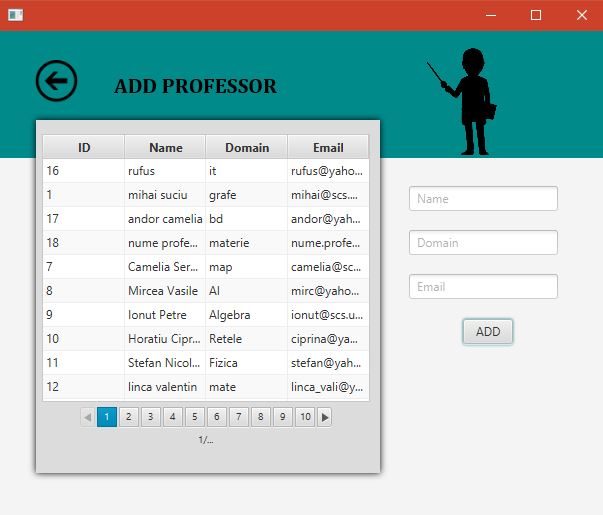 ADD PROFESSOR
ID Name Domain Email
16 rufus it rufus@yaho...
1 mihai suciu grafe mihai@scs....
17 andor camelia bd andor@yah...
18 nume profe... materie nume.profe...
7 Camelia Ser... map camelia@sc...
8 Mircea Vasile AI mirc@yaho...
9 Ionut Petre Algebra ionut@scs.u...
10 Horatiu Cipr... Retele ciprina@ya...
11 Stefan Nicol... Fizica stefan@yah...
12 linca valentin mate linca_vali@y...
1 2 3 4 5 6 7 8 9 10
1/...
Name
Domain
Email
ADD